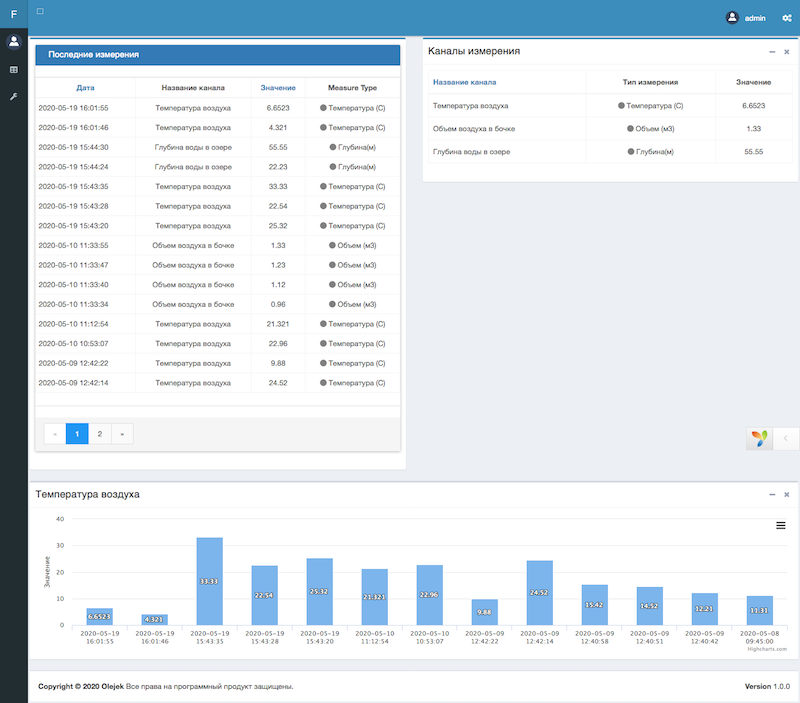 F
admin
Последние измерения
Дата Название канала Значение Measure Type
2020-05-19 16:01:55 Температура воздуха 6.6523 Температура (C)
2020-05-19 16:01:46 Температура воздуха 4.321 Температура (C)
2020-05-19 15:44:30 Глубина воды в озере 55.55 Глубина(м)
2020-05-19 15:44:24 Глубина воды в озере 22.23 Глубина(м)
2020-05-19 15:43:35 Температура воздуха 33.33 Температура (C)
2020-05-19 15:43:28 Температура воздуха 22.54 Температура (C)
2020-05-19 15:43:20 Температура воздуха 25.32 Температура (C)
2020-05-10 11:33:55 Объем воздуха в бочке 1.33 Объем (м3)
2020-05-10 11:33:47 Объем воздуха в бочке 1.23 Объем (м3)
2020-05-10 11:33:40 Объем воздуха в бочке 1.12 Объем (м3)
2020-05-10 11:33:34 Объем воздуха в бочке 0.96 Объем (м3)
2020-05-10 11:12:54 Температура воздуха 21.321 Температура (C)
2020-05-10 10:53:07 Температура воздуха 22.96 Температура (C)
2020-05-09 12:42:22 Температура воздуха 9.88 Температура (C)
2020-05-09 12:42:14 Температура воздуха 24.52 Температура (C)
« 1 2 »
Каналы измерения
Название канала Тип измерения Значение
Температура воздуха Температура (C) 6.6523
Объем воздуха в бочке Объем (м3) 1.33
Глубина воды в озере Глубина(м) 55.55
Температура воздуха
Значение
40
30
20
10
0
6.6523 4.321 33.33 22.54 25.32 21.321 22.96 9.88 24.52 15.42 14.52 12.21 11.31
2020-05-19 2020-05-19 2020-05-19 2020-05-19 2020-05-19 2020-05-10 2020-05-10 2020-05-09 2020-05-09 2020-05-09 2020-05-09 2020-05-09 2020-05-08
16:01:55 16:01:46 15:43:35 15:43:28 15:43:20 11:12:54 10:53:07 12:42:22 12:42:14 12:40:58 12:40:51 12:40:42 09:45:00
Highcharts.com
Copyright © 2020 Olejek Все права на программный продукт защищены.
Version 1.0.0